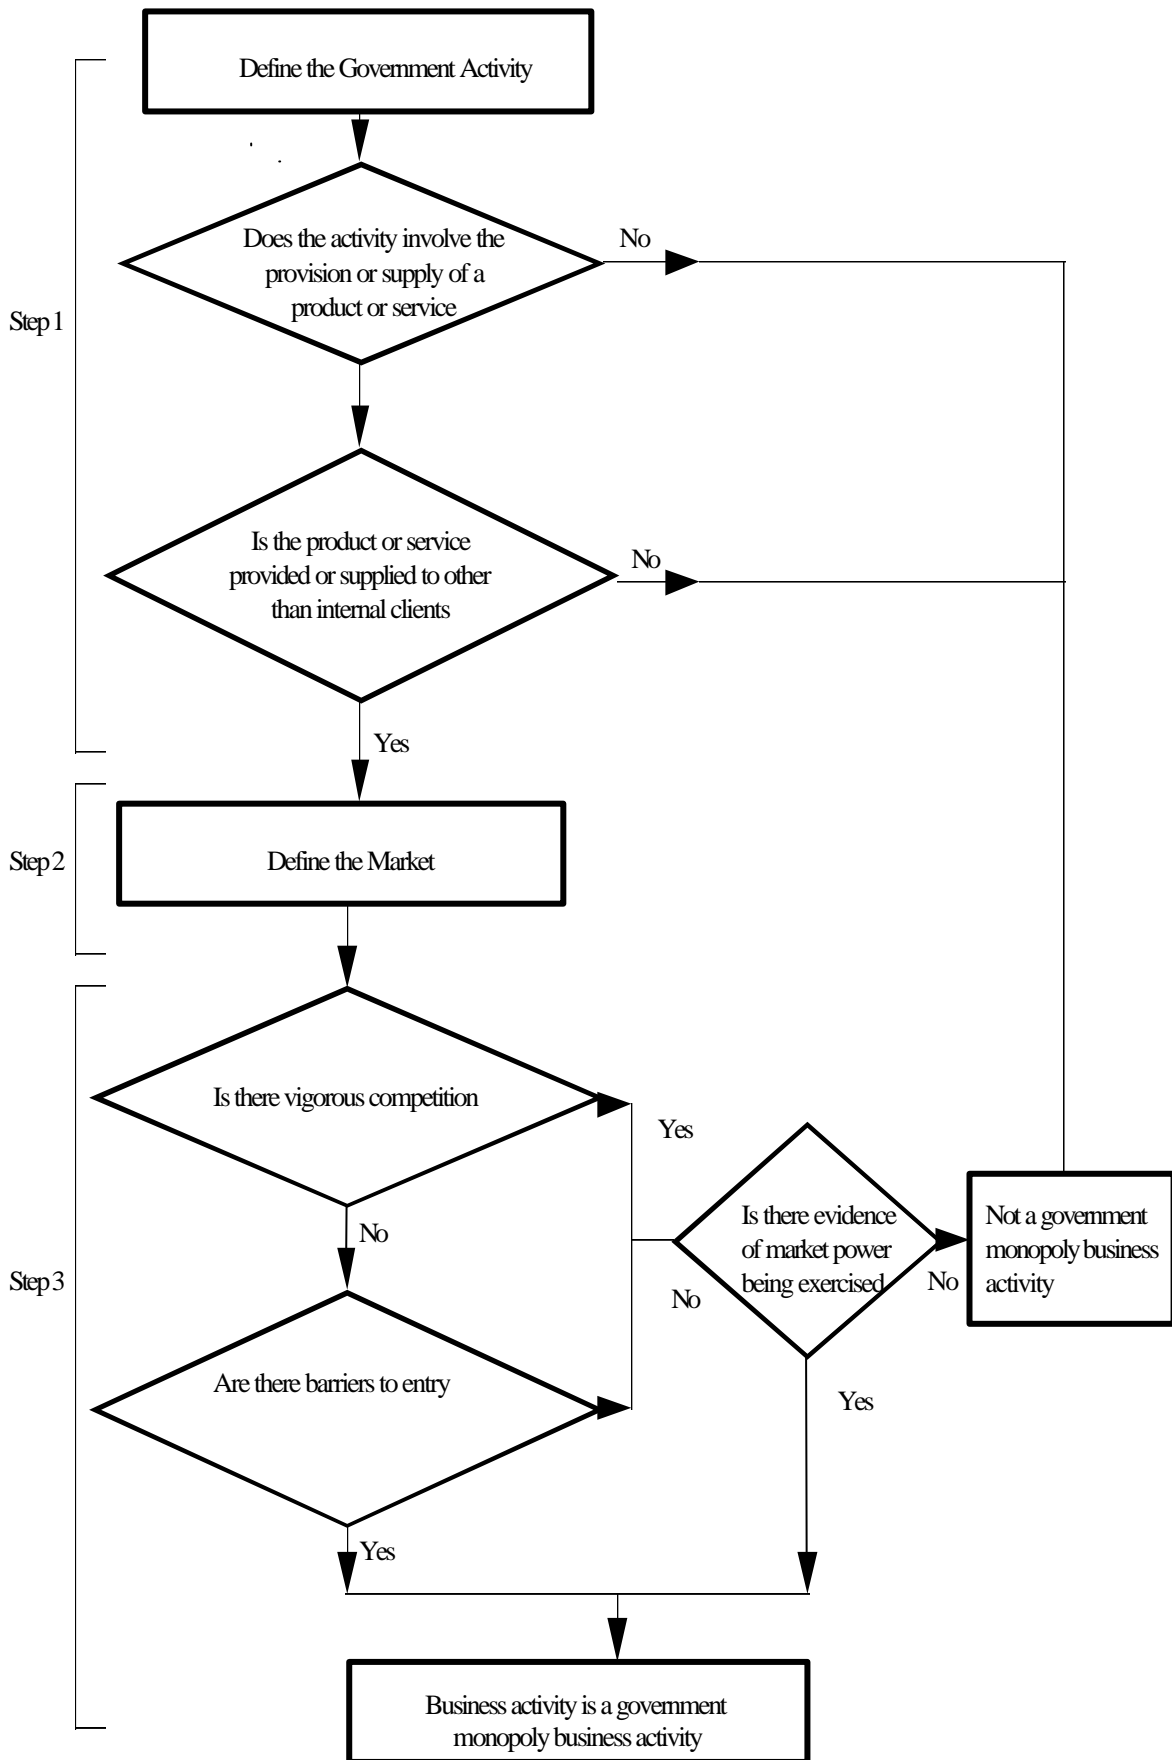 Define the Government Activity
Does the activity involve the
provision or supply of a
product or service
No
Step 1
Is the product or service
provided or supplied to other
than internal clients
No
Yes
Step 2
Define the Market
Is there vigorous competition
Yes
No
Is there evidence
of market power
being exercised
No
No
Yes
Not a government
monopoly business
activity
Step 3
Are there barriers to entry
Yes
Business activity is a government
monopoly business activity